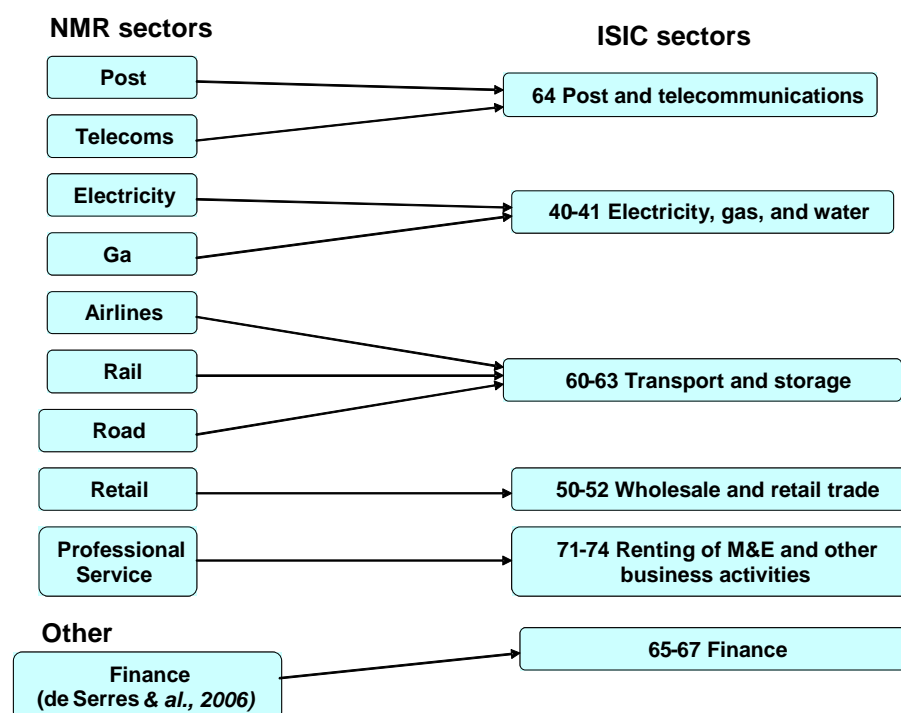 NMR sectors
ISIC sectors
Post
64 Post and telecommunications
Telecoms
Electricity
40-41 Electricity, gas, and water
Ga
Airlines
Rail
60-63 Transport and storage
Road
Retail
50-52 Wholesale and retail trade
Professional
Service
71-74 Renting of M&E and other
business activities
Other
65-67 Finance
Finance
(de Serres & al., 2006)